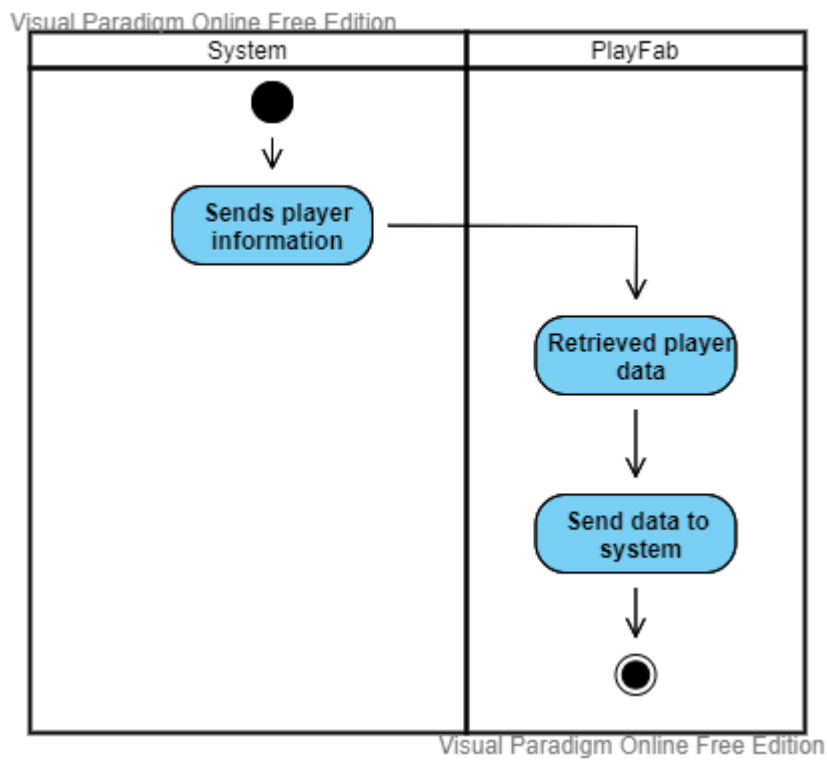 Visual Paradigm Online Free Edition
System
PlayFab
Sends player
information
Retrieved player
data
Send data to
system
Visual Paradigm Online Free Edition